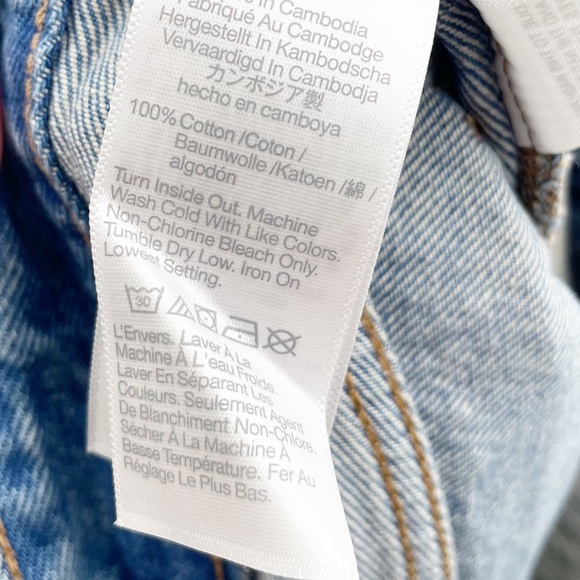 Made In Cambodia
Fabriqué Au Cambodge
Hergestellt In Kambodscha
Vervaardigd In Cambodja
カンボジア製
hecho en camboya
100% Cotton /Coton /
Baumwolle /Katoen /綿 /
algodón
Turn Inside Out. Machine
Wash Cold With Like Colors.
Non-Chlorine Bleach Only.
Tumble Dry Low. Iron On
Lowest Setting.
30
L'Envers. Laver À La
Machine À L'eau Froide.
Laver En Séparant Les
Couleurs. Seulement Agent
De Blanchiment Non-Chlore.
Sécher À La Machine À
Basse Température. Fer Au
Réglage Le Plus Bas.